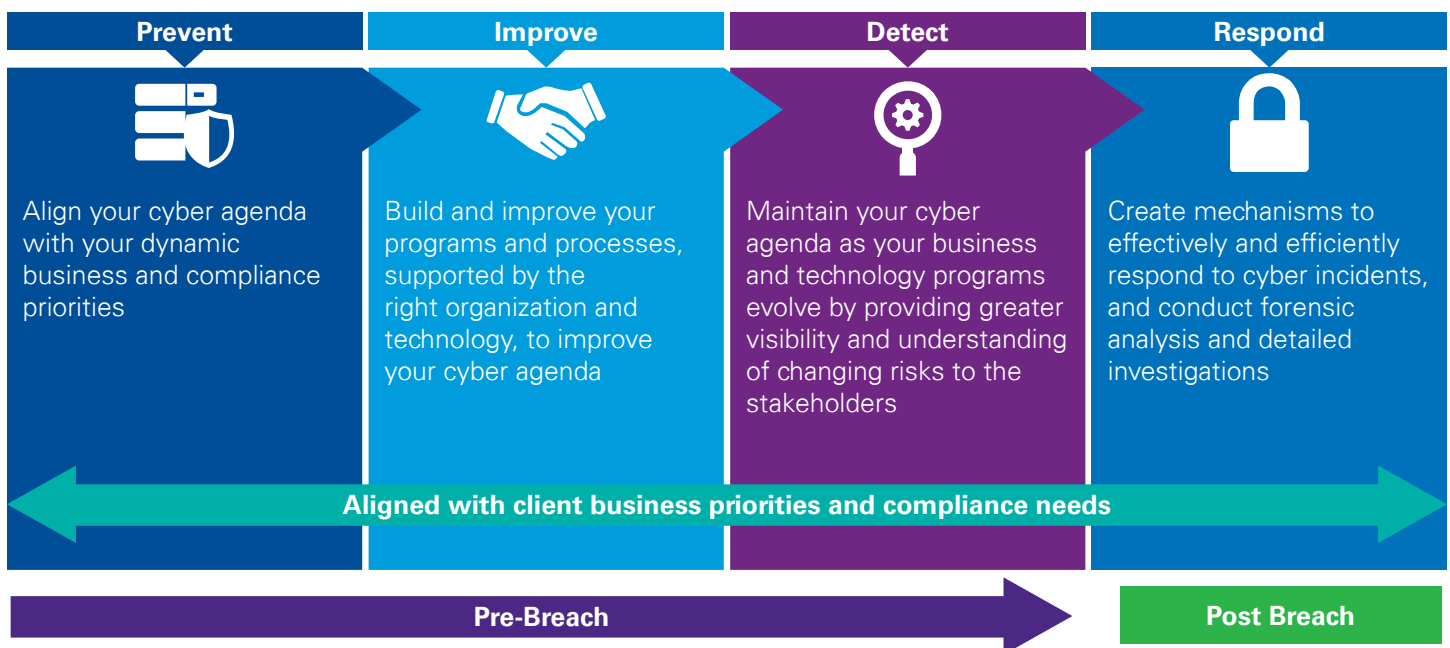 Prevent
Improve
Detect
Respond
Align your cyber agenda
with your dynamic
business and compliance
priorities
Build and improve your
programs and processes,
supported by the
right organization and
technology, to improve
your cyber agenda
Maintain your cyber
agenda as your business
and technology programs
evolve by providing greater
visibility and understanding
of changing risks to the
stakeholders
Create mechanisms to
effectively and efficiently
respond to cyber incidents,
and conduct forensic
analysis and detailed
investigations
Aligned with client business priorities and compliance needs
Pre-Breach
Post Breach